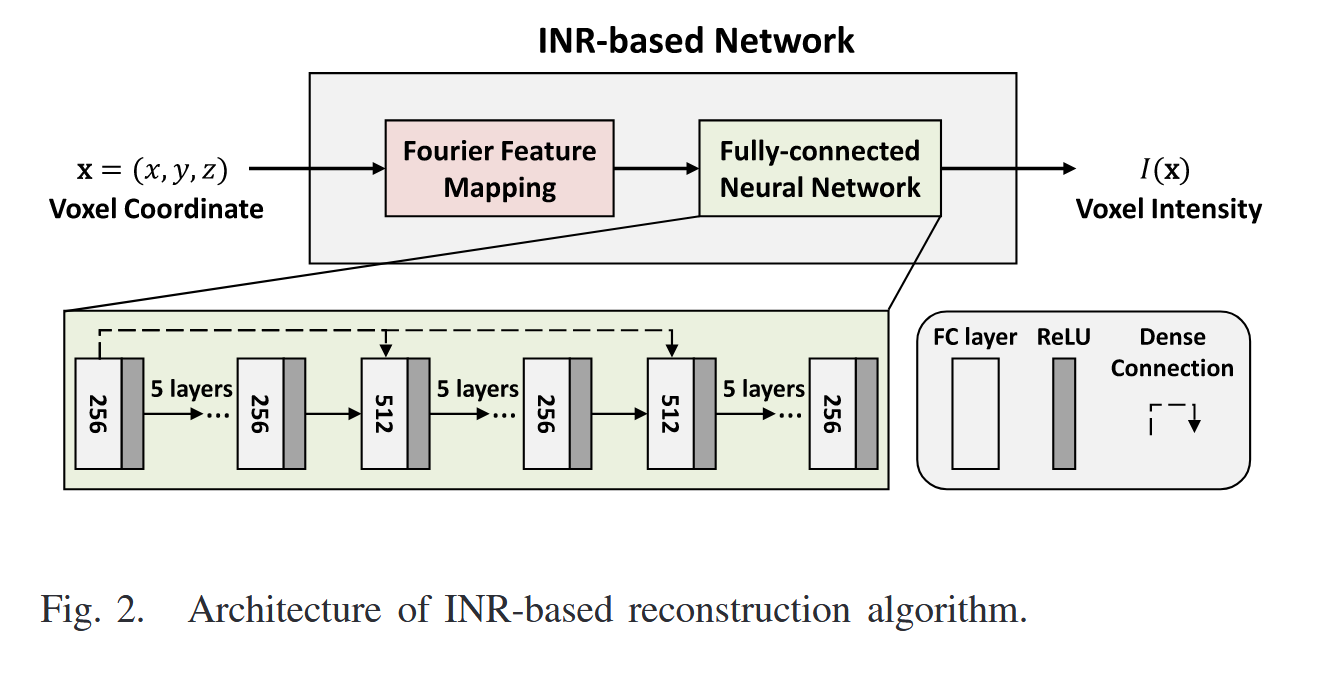 INR-based Network
x = (x, y, z)
Voxel Coordinate
Fourier Feature
Mapping
Fully-connected
Neural Network
I(x)
Voxel Intensity
256
5 layers
...
256
512
5 layers
...
256
512
5 layers
...
256
FC layer
ReLU
Dense
Connection
Fig. 2. Architecture of INR-based reconstruction algorithm.